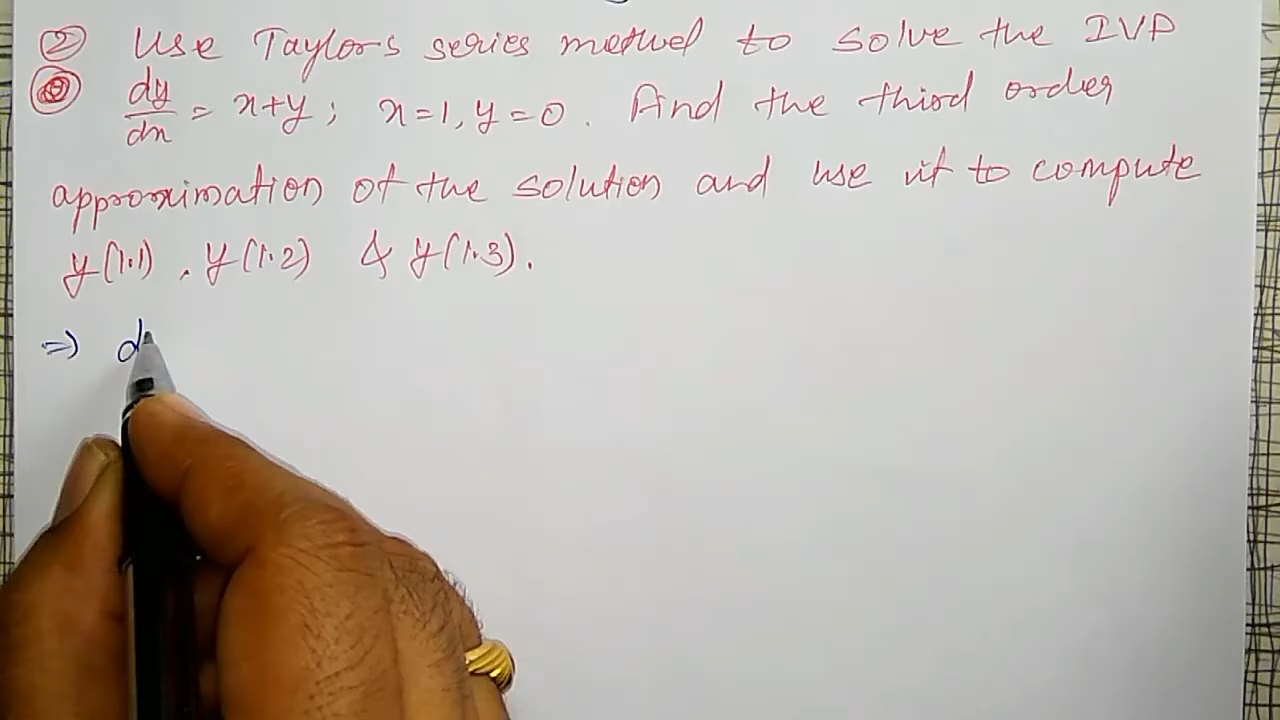 ② Use Taylors series method to solve the IVP
dy/dx = x+y ; x=1, y=0. Find the third order
approximation of the solution and use it to compute
y(1.1), y(1.2) & y(1.3).
⇒ d